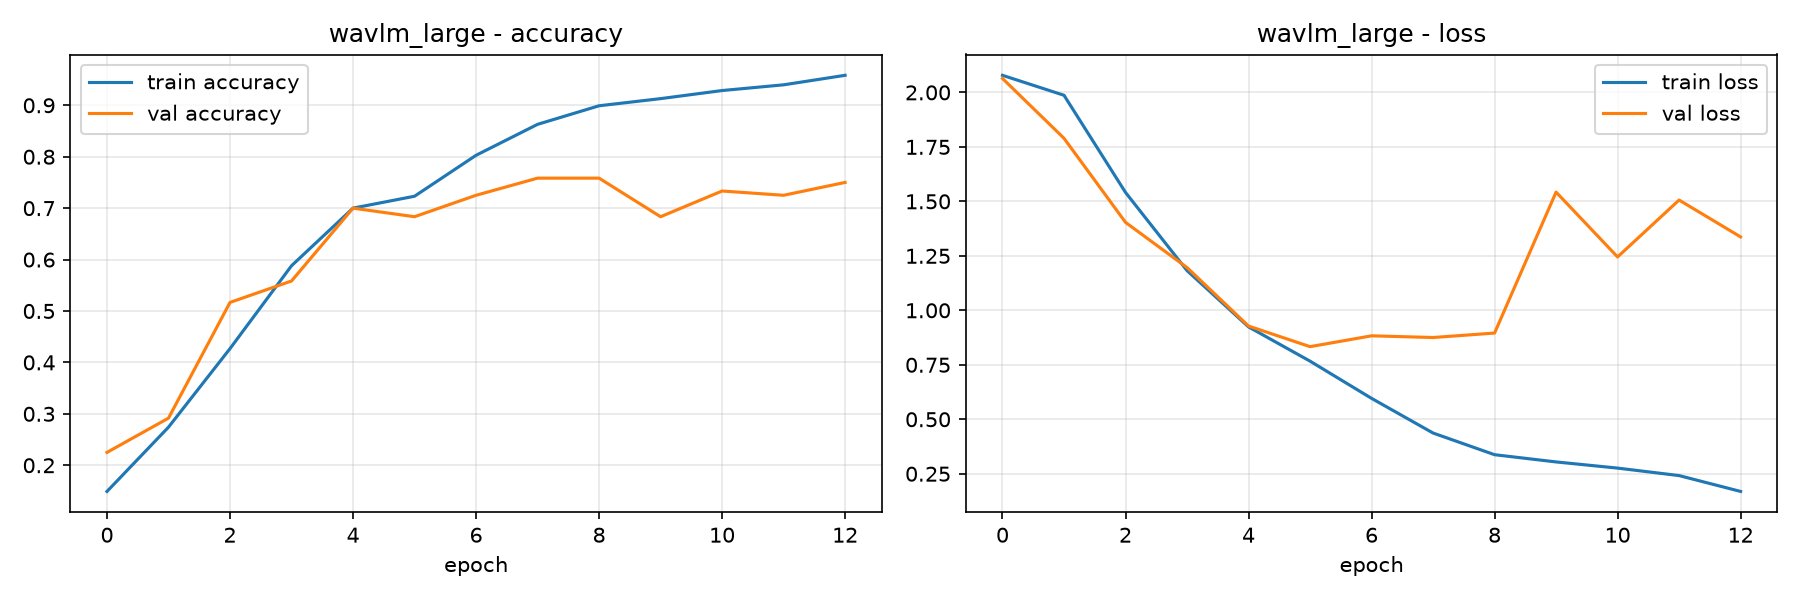 wavlm_large - accuracy
train accuracy
val accuracy
0.9
0.8
0.7
0.6
0.5
0.4
0.3
0.2
0 2 4 6 8 10 12
epoch
wavlm_large - loss
train loss
val loss
2.00
1.75
1.50
1.25
1.00
0.75
0.50
0.25
0 2 4 6 8 10 12
epoch